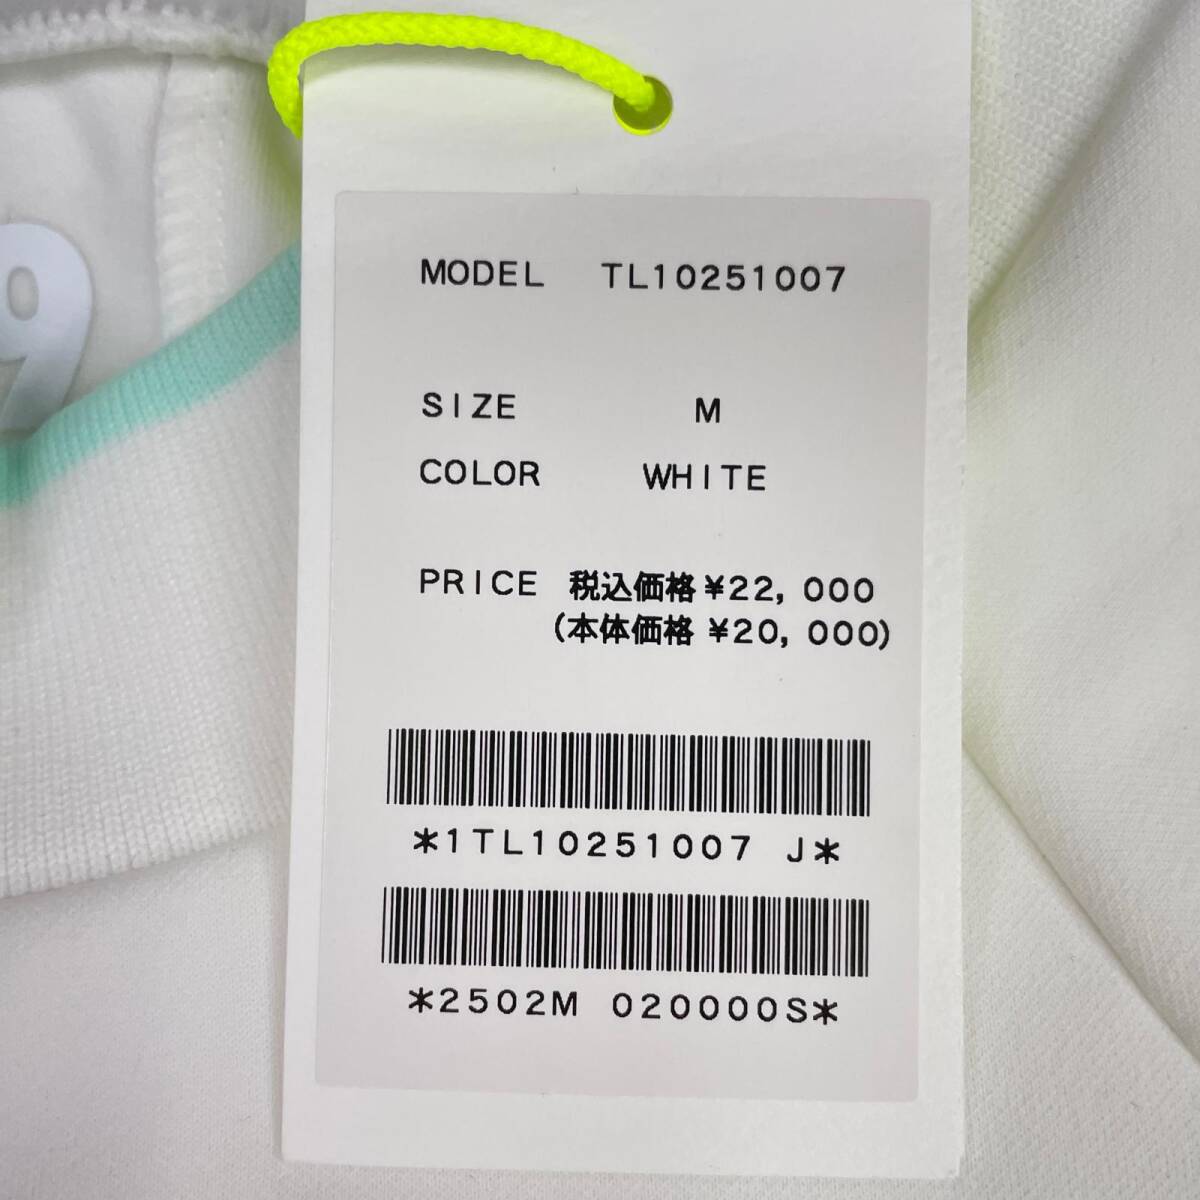 9
MODEL TL10251007
SIZE M
COLOR WHITE
PRICE 税込価格 ¥22,000
(本体価格 ¥20,000)
*1TL10251007 J*
*2502M 020000S*